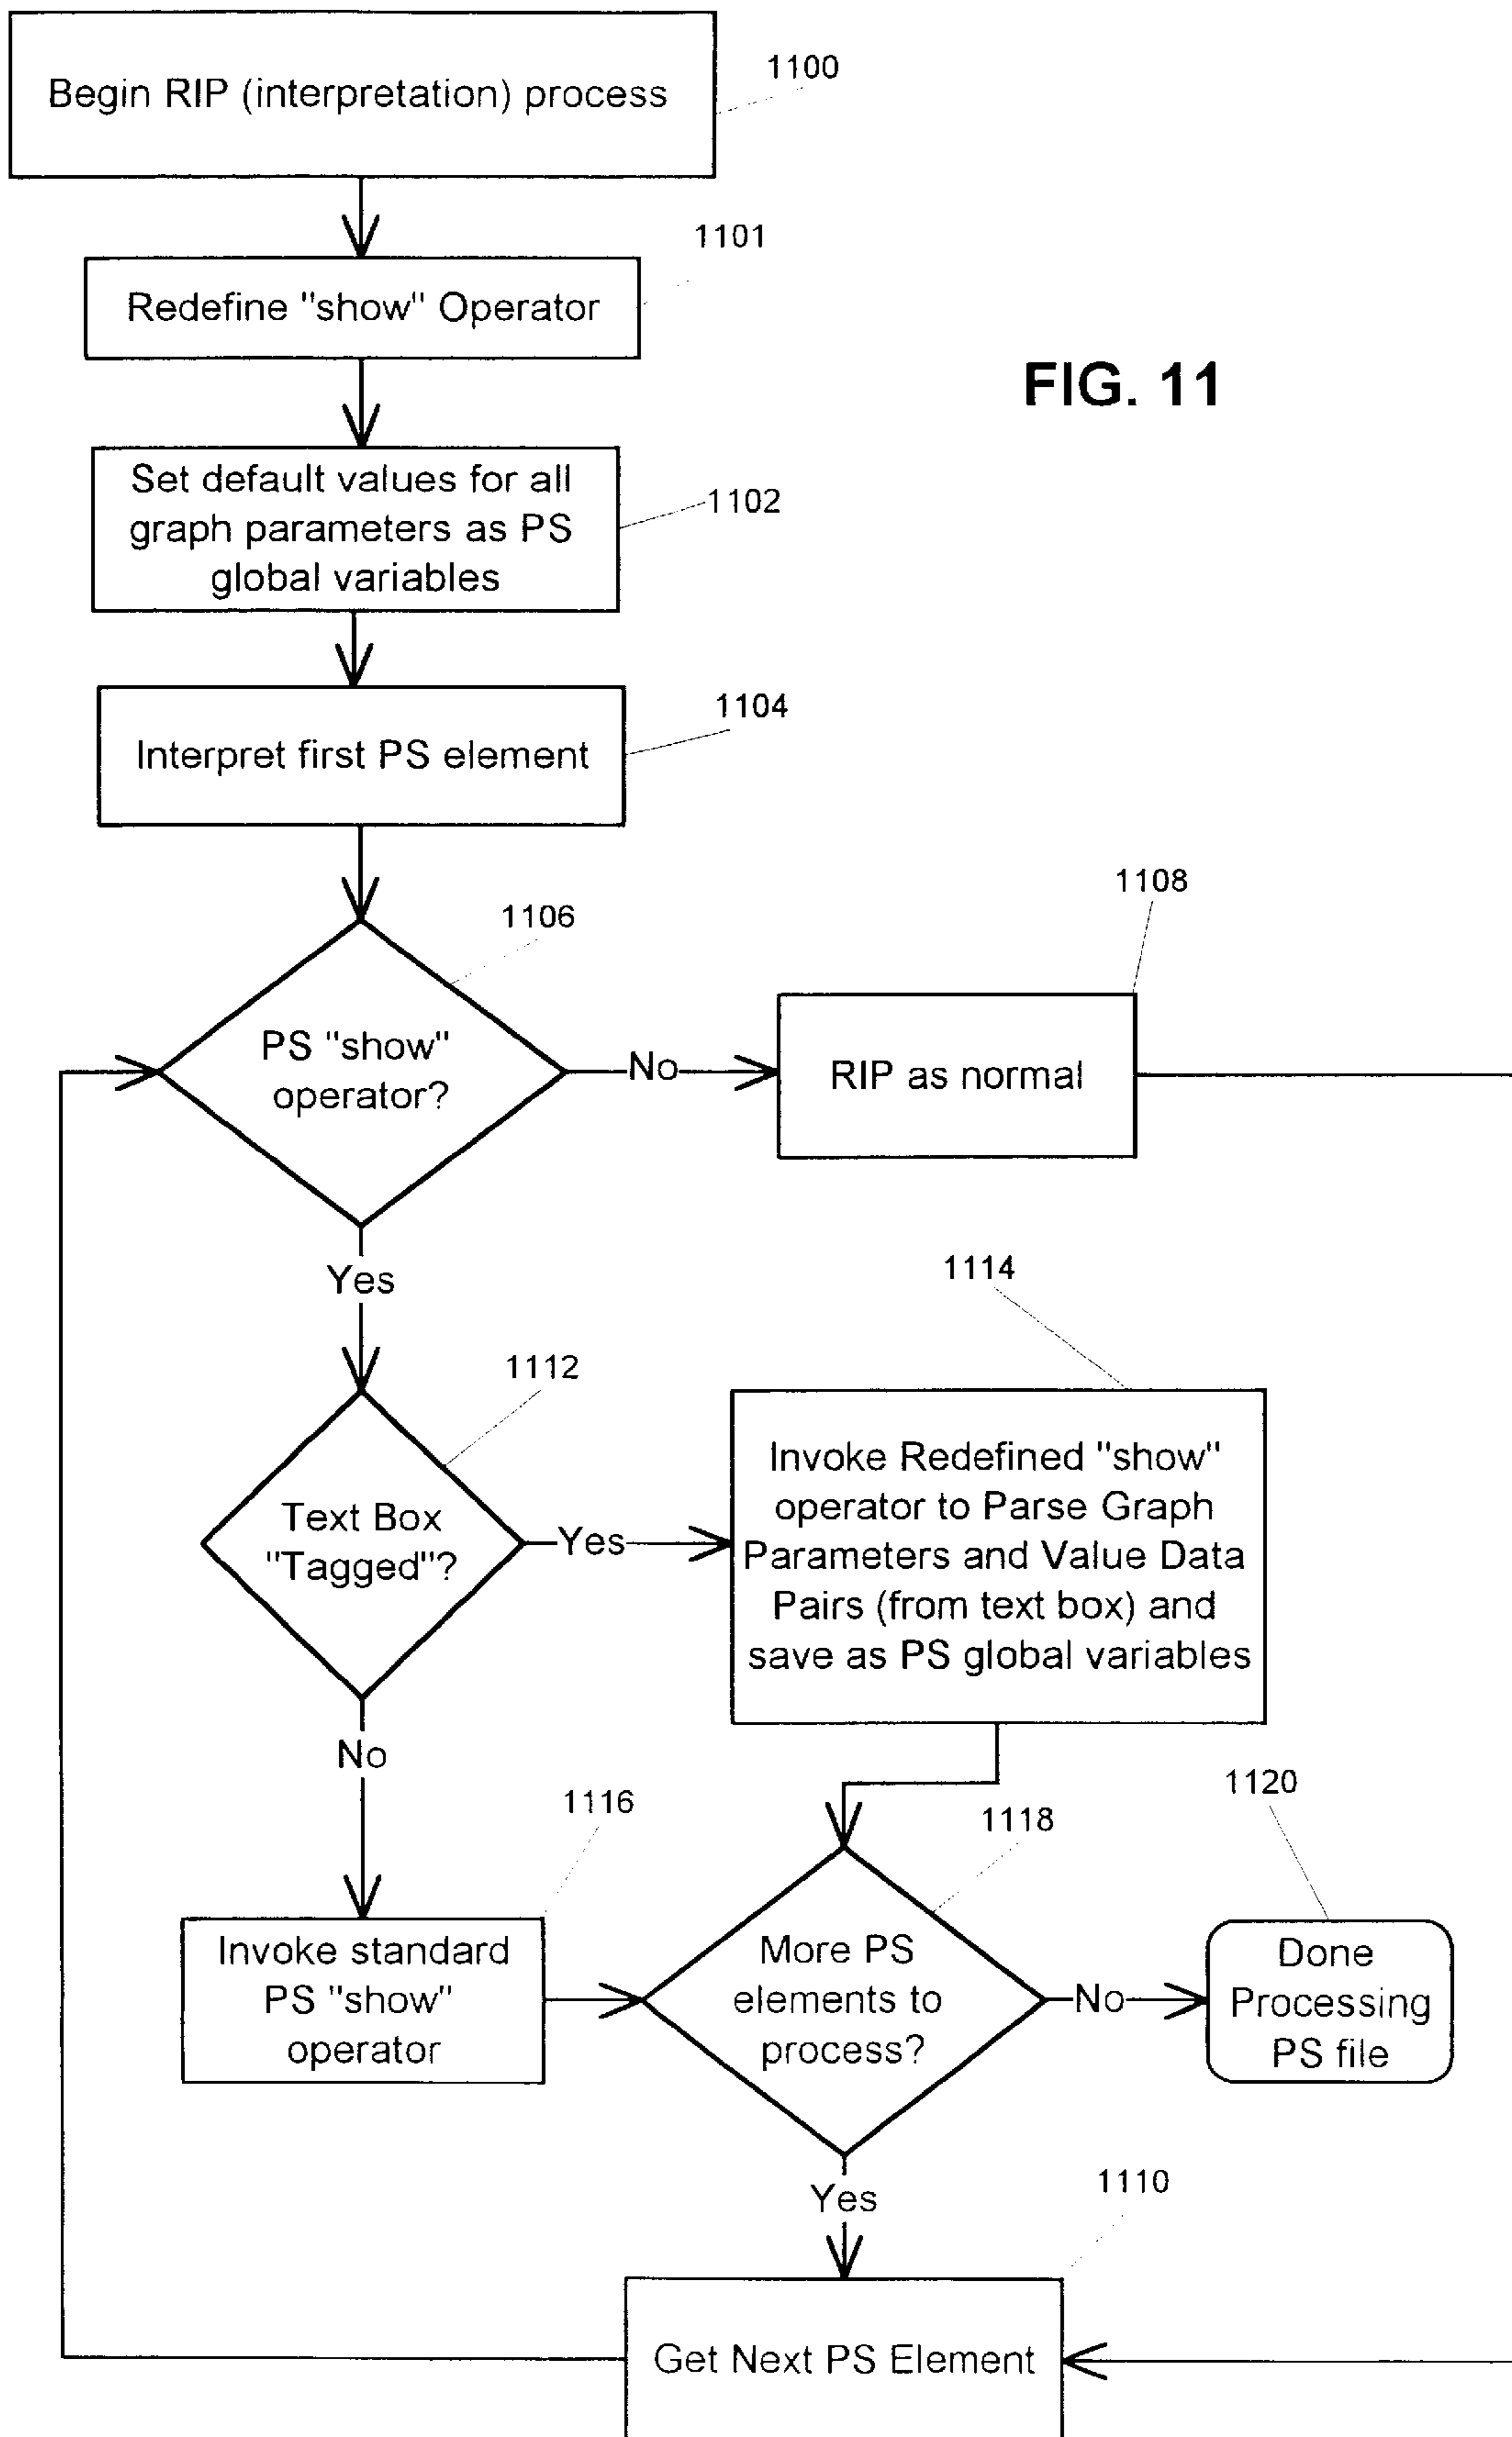 Begin RIP (interpretation) process
1100
1101
Redefine "show" Operator
FIG. 11
Set default values for all
graph parameters as PS
global variables
1102
1104
Interpret first PS element
1106
1108
PS "show"
operator?
No
RIP as normal
Yes
1114
1112
Text Box
"Tagged"?
Yes
Invoke Redefined "show"
operator to Parse Graph
Parameters and Value Data
Pairs (from text box) and
save as PS global variables
No
1116
1118
1120
Invoke standard
PS "show"
operator
More PS
elements to
process?
No
Done
Processing
PS file
Yes
1110
Get Next PS Element